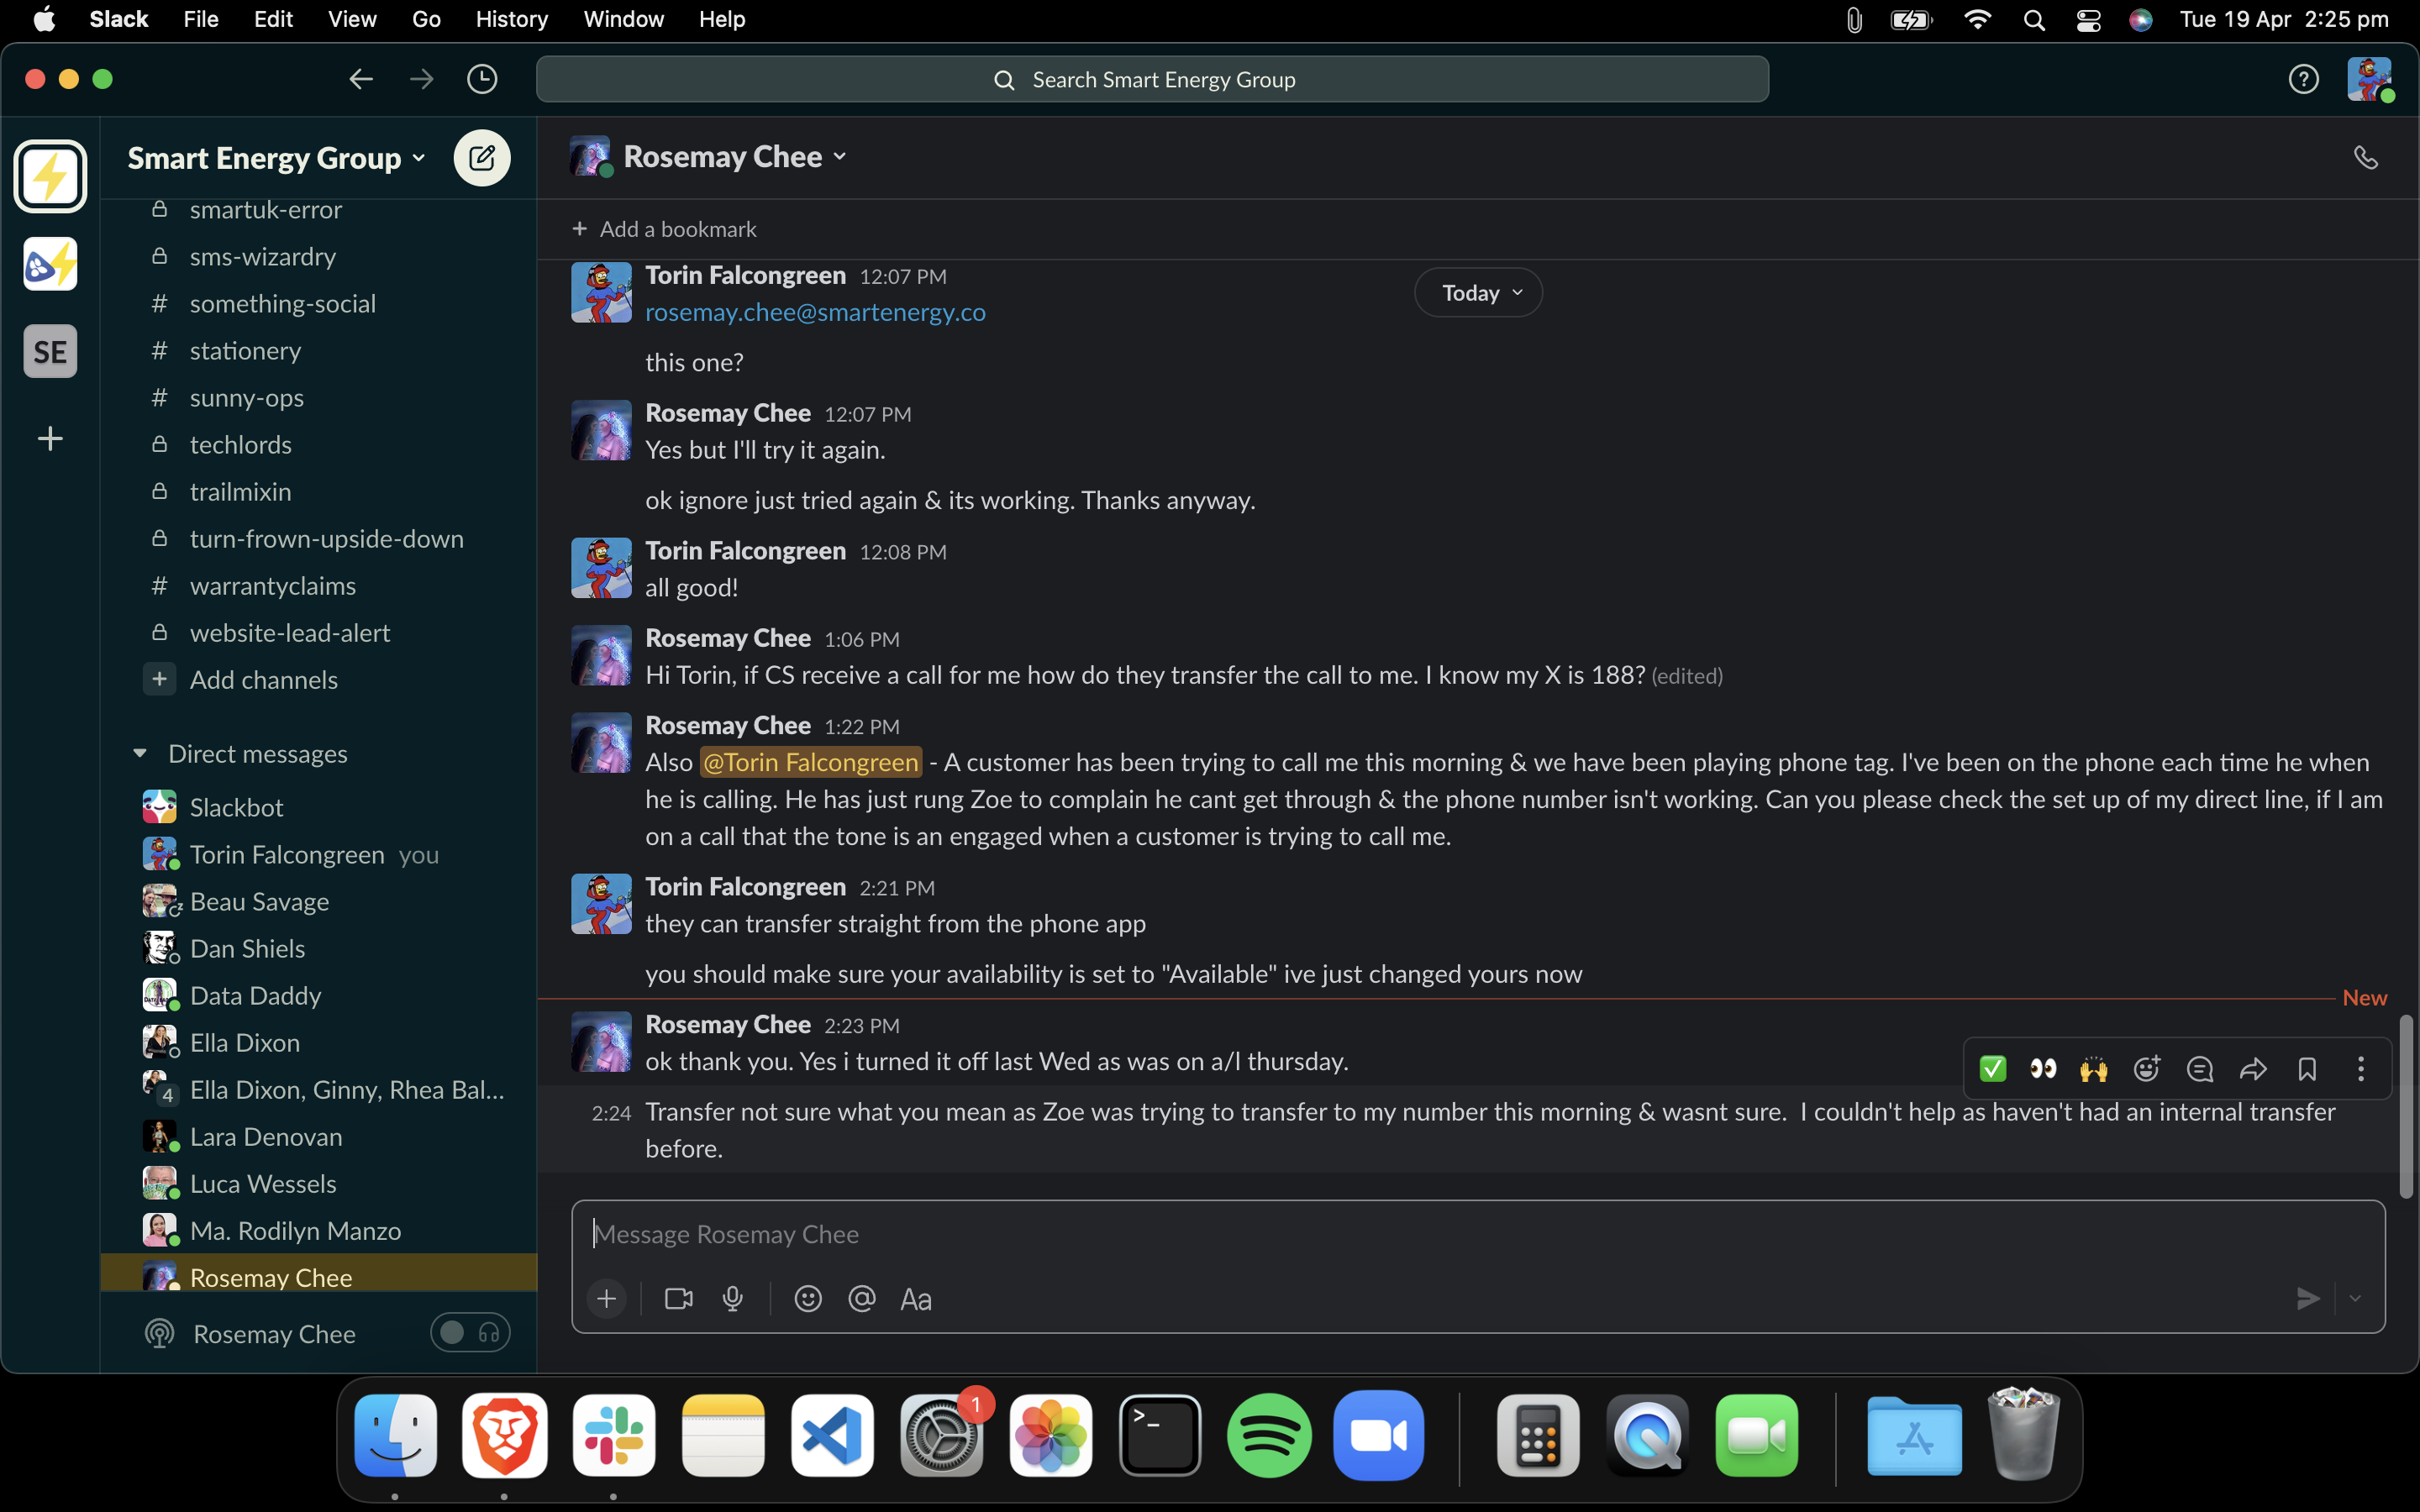 Slack File Edit View Go History Window Help Tue 19 Apr 2:25 pm
Search Smart Energy Group
Smart Energy Group
smartuk-error
sms-wizardry
# something-social
# stationery
# sunny-ops
techlords
trailmixin
turn-frown-upside-down
# warrantyclaims
website-lead-alert
+ Add channels
Direct messages
Slackbot
Torin Falcongreen you
Beau Savage
Dan Shiels
Data Daddy
Ella Dixon
4 Ella Dixon, Ginny, Rhea Bal...
Lara Denovan
Luca Wessels
Ma. Rodilyn Manzo
Rosemay Chee
Rosemay Chee
SE
Rosemay Chee
+ Add a bookmark
Today
Torin Falcongreen 12:07 PM
rosemay.chee@smartenergy.co
this one?
Rosemay Chee 12:07 PM
Yes but I'll try it again.
ok ignore just tried again & its working. Thanks anyway.
Torin Falcongreen 12:08 PM
all good!
Rosemay Chee 1:06 PM
Hi Torin, if CS receive a call for me how do they transfer the call to me. I know my X is 188? (edited)
Rosemay Chee 1:22 PM
Also @Torin Falcongreen - A customer has been trying to call me this morning & we have been playing phone tag. I've been on the phone each time he when
he is calling. He has just rung Zoe to complain he cant get through & the phone number isn't working. Can you please check the set up of my direct line, if I am
on a call that the tone is an engaged when a customer is trying to call me.
Torin Falcongreen 2:21 PM
they can transfer straight from the phone app
you should make sure your availability is set to "Available" ive just changed yours now
New
Rosemay Chee 2:23 PM
ok thank you. Yes i turned it off last Wed as was on a/l thursday.
2:24 Transfer not sure what you mean as Zoe was trying to transfer to my number this morning & wasnt sure. I couldn't help as haven't had an internal transfer
before.
Message Rosemay Chee
Aa
1